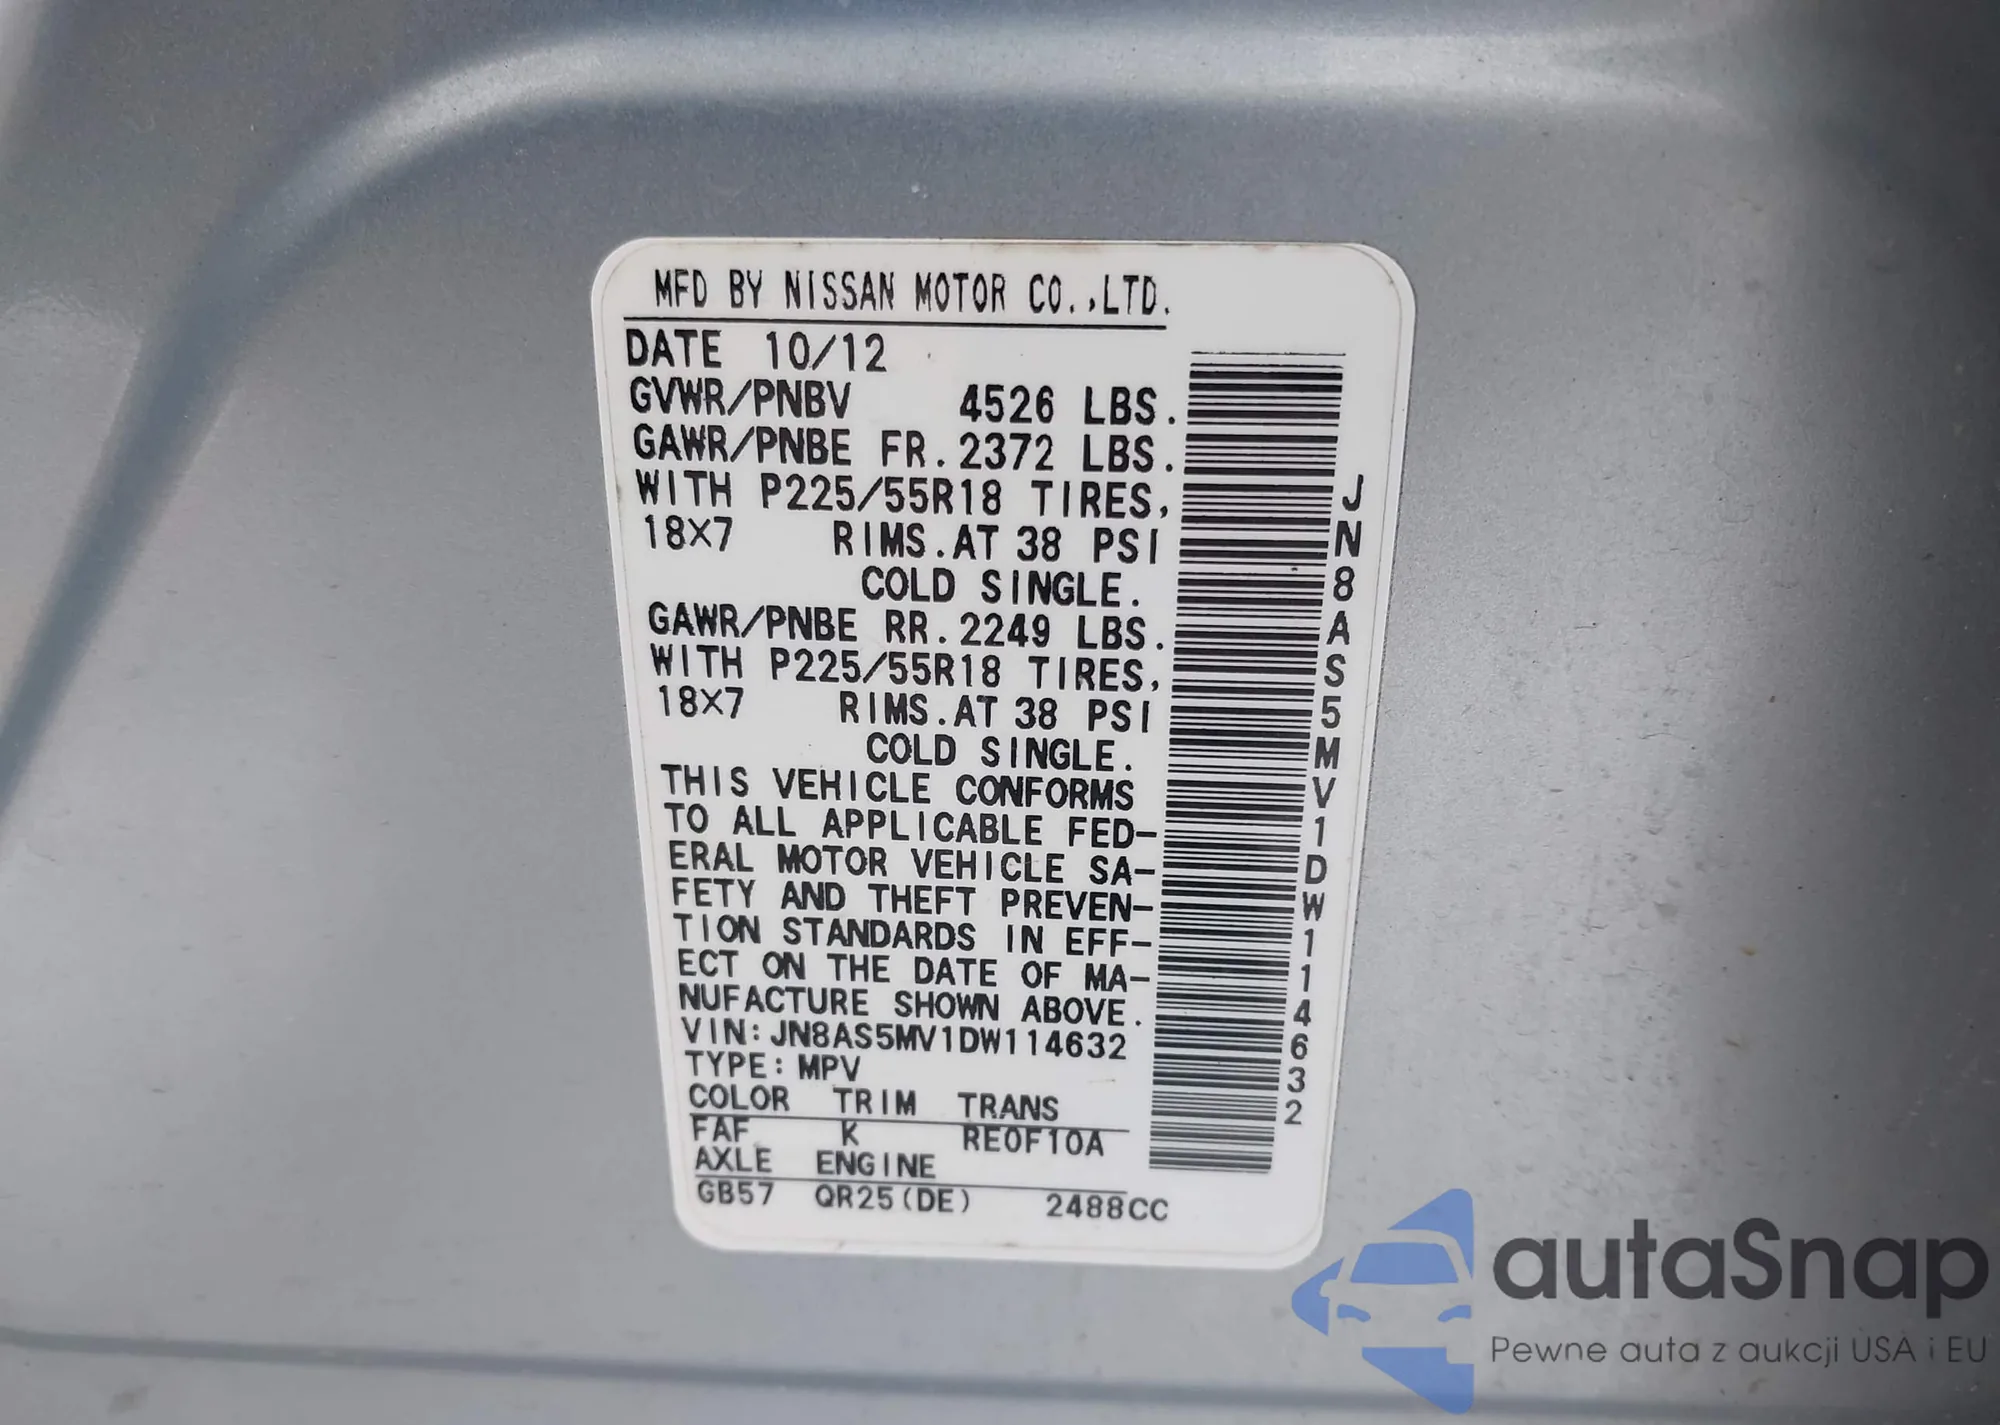 MFD BY NISSAN MOTOR CO.,LTD.
DATE 10/12
GVWR/PNBV 4526 LBS.
GAWR/PNBE FR. 2372 LBS.
WITH P225/55R18 TIRES,
18X7 RIMS.AT 38 PSI
COLD SINGLE.
GAWR/PNBE RR. 2249 LBS.
WITH P225/55R18 TIRES,
18X7 RIMS.AT 38 PSI
COLD SINGLE.
THIS VEHICLE CONFORMS
TO ALL APPLICABLE FED-
ERAL MOTOR VEHICLE SA-
FETY AND THEFT PREVEN-
TION STANDARDS IN EFF-
ECT ON THE DATE OF MA-
NUFACTURE SHOWN ABOVE.
VIN: JN8AS5MV1DW114632
TYPE: MPV
COLOR TRIM TRANS
FAF K RE0F10A
AXLE ENGINE
GB57 QR25(DE) 2488CC
JN8AS5MV1DW114632
autaSnap
Pewne auta z aukcji USA i EU